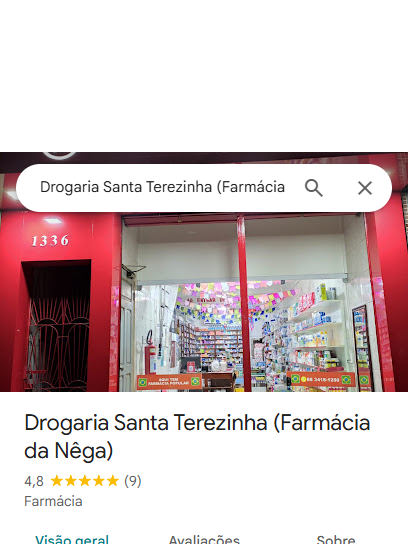 Drogaria Santa Terezinha (Farmácia
1336
AQUI TEM
FARMÁCIA POPULAR
Drogaria Santa Terezinha (Farmácia
da Nêga)
4,8 ★★★★★ (9)
Farmácia
Visão geral
Avaliações
Sobre